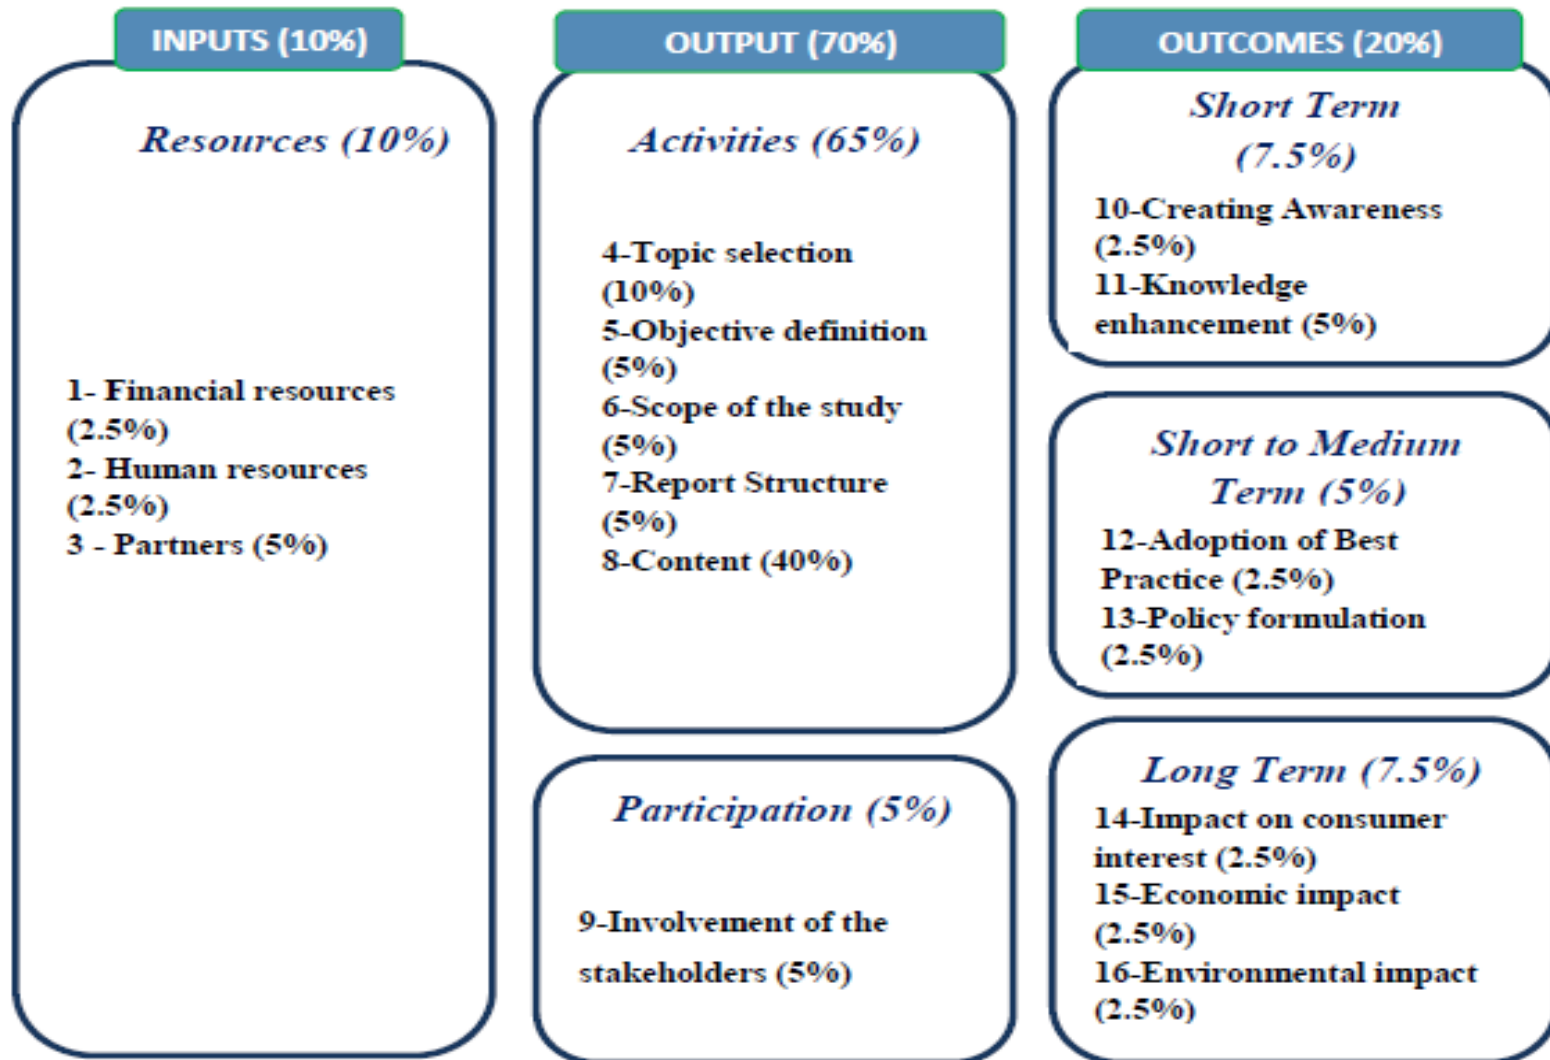 INPUTS (10%)
Resources (10%)
1- Financial resources
(2.5%)
2- Human resources
(2.5%)
3 - Partners (5%)
OUTPUT (70%)
Activities (65%)
4-Topic selection
(10%)
5-Objective definition
(5%)
6-Scope of the study
(5%)
7-Report Structure
(5%)
8-Content (40%)
Participation (5%)
9-Involvement of the
stakeholders (5%)
OUTCOMES (20%)
Short Term
(7.5%)
10-Creating Awareness
(2.5%)
11-Knowledge
enhancement (5%)
Short to Medium
Term (5%)
12-Adoption of Best
Practice (2.5%)
13-Policy formulation
(2.5%)
Long Term (7.5%)
14-Impact on consumer
interest (2.5%)
15-Economic impact
(2.5%)
16-Environmental impact
(2.5%)